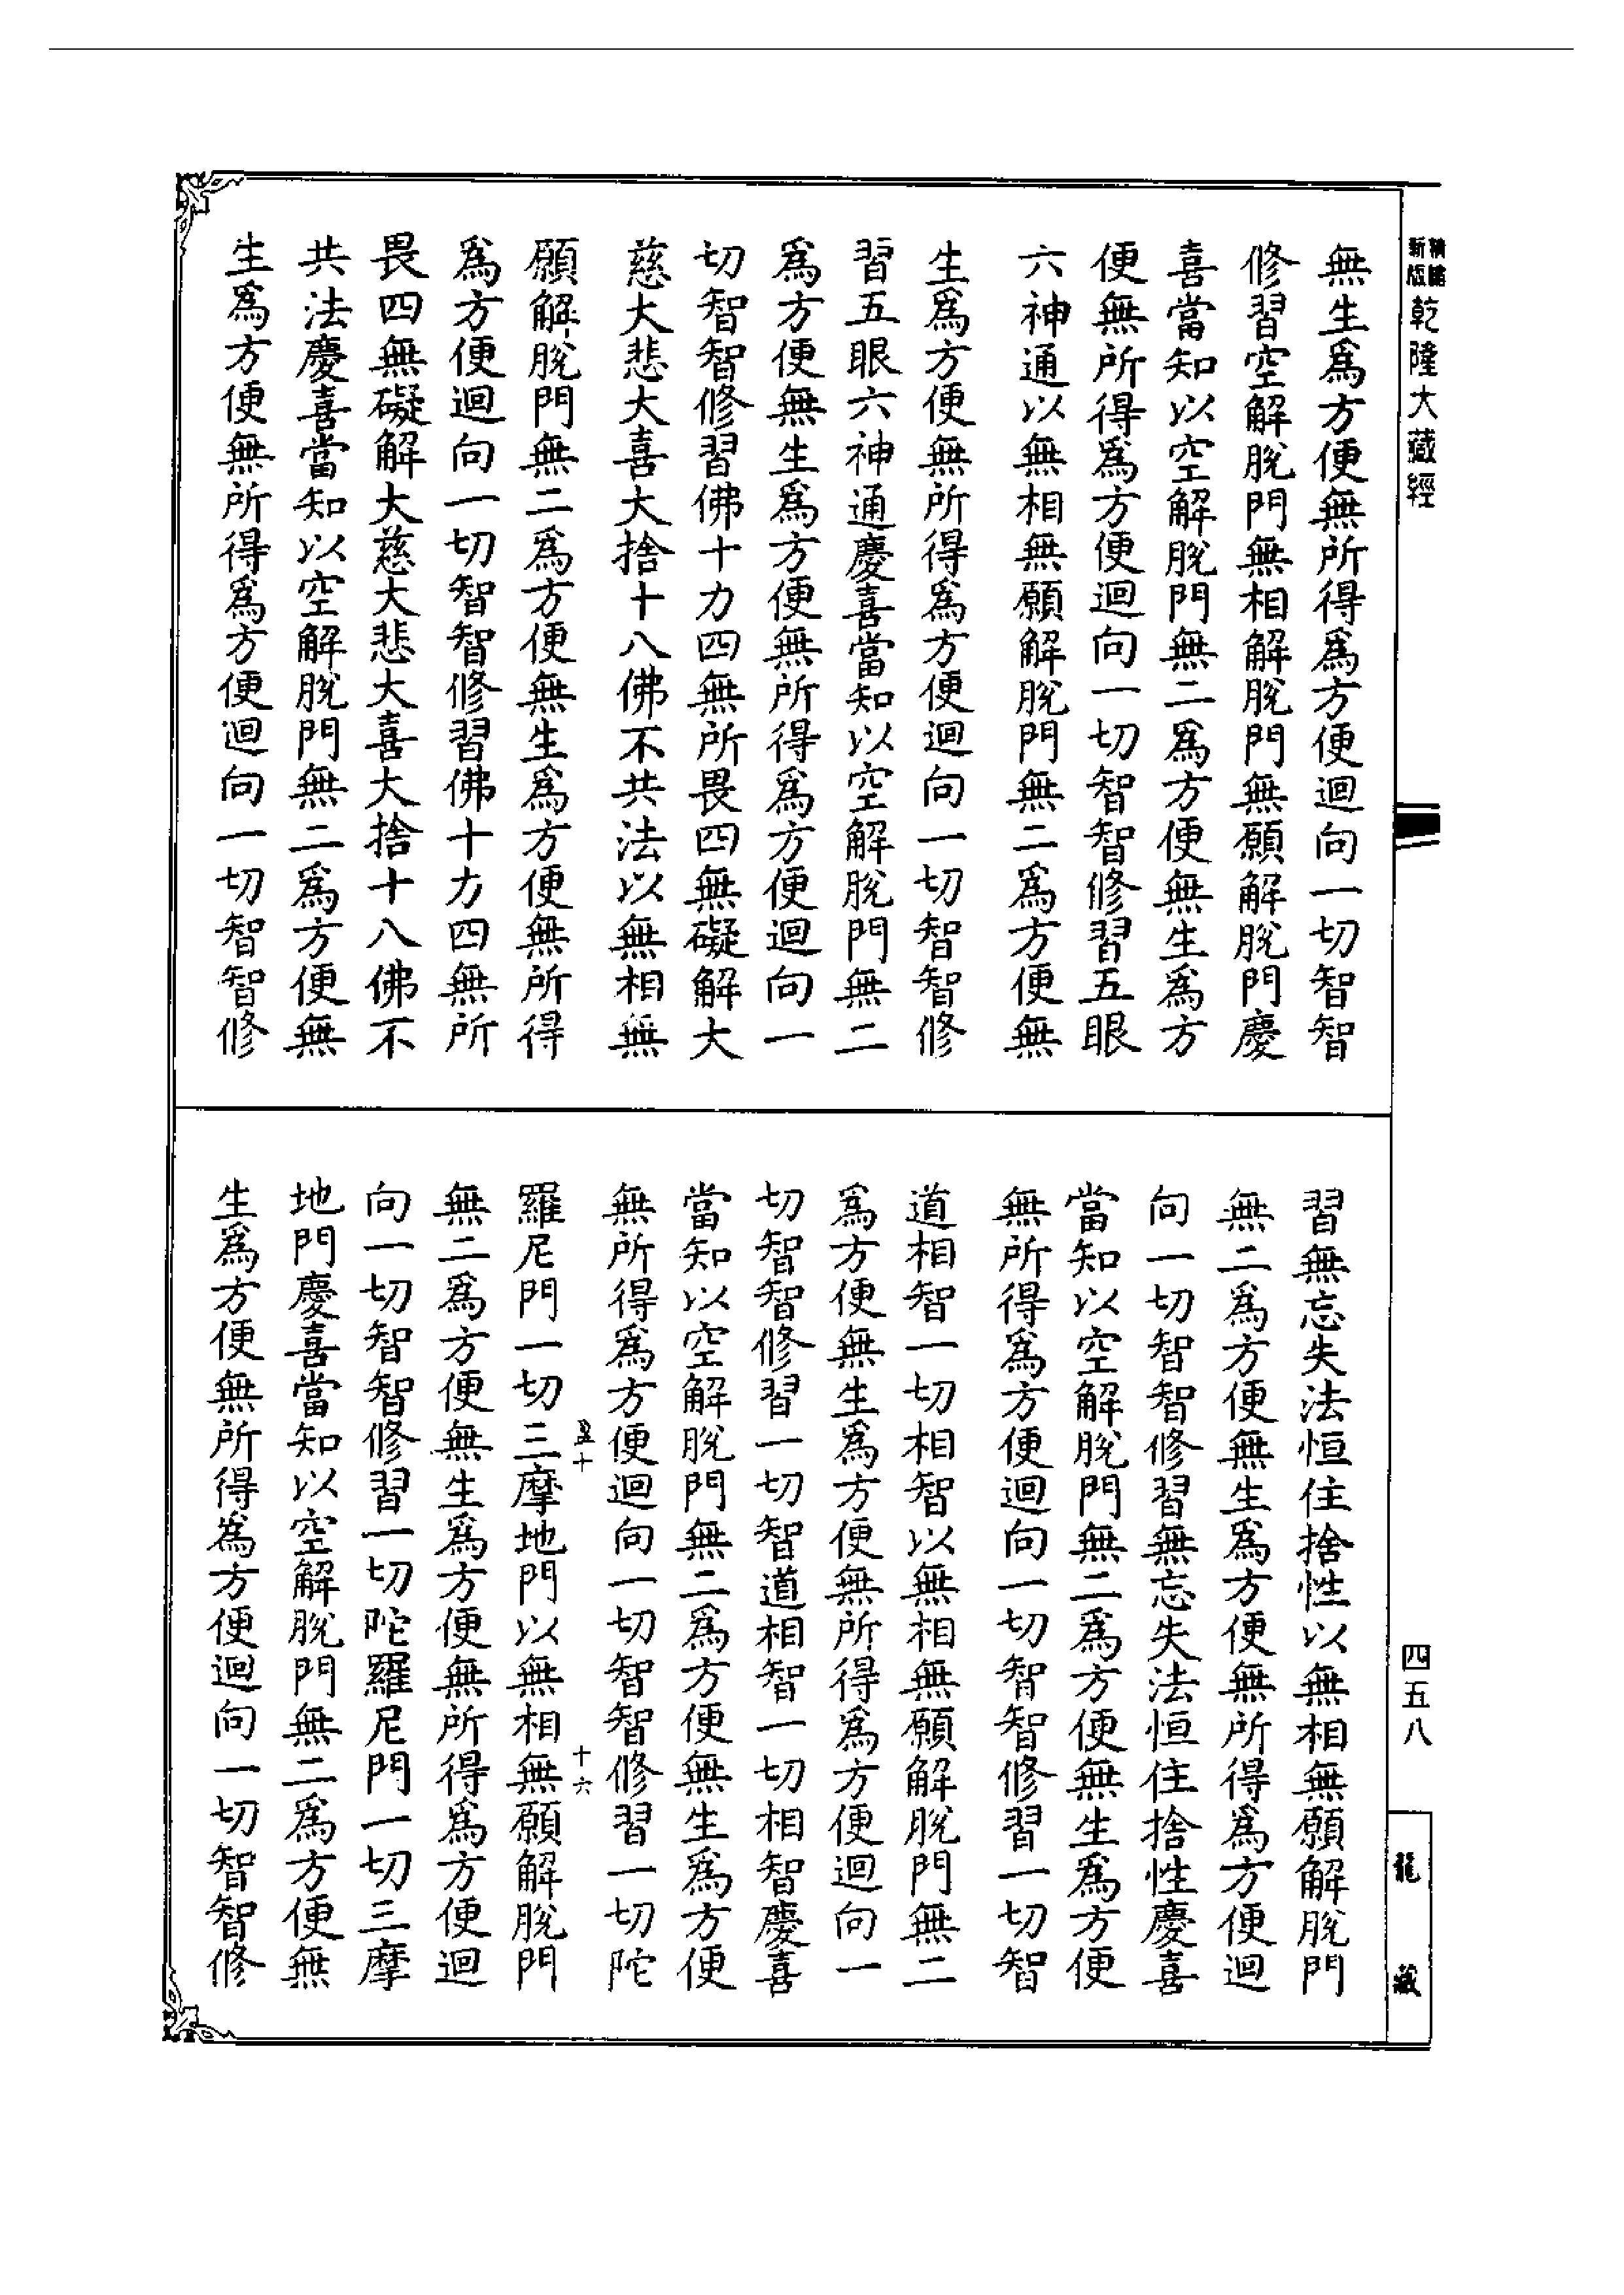 新版
精縮
乾隆大藏經
無生爲方便無所得爲方便迴向一切智智
修習空解脫門無相解脫門無願解脫門慶
喜當知以空解脫門無二爲方便無生爲方
便無所得爲方便迴向一切智智修習五眼
六神通以無相無願解脫門無二爲方便無
生爲方便無所得爲方便迴向一切智智修
習五眼六神通慶喜當知以空解脫門無二
爲方便無生爲方便無所得爲方便迴向一
切智智修習佛十力四無所畏四無礙解大
慈大悲大喜大捨十八佛不共法以無相無
願解脫門無二爲方便無生爲方便無所得
爲方便迴向一切智智修習佛十力四無所
畏四無礙解大慈大悲大喜大捨十八佛不
共法慶喜當知以空解脫門無二爲方便無
生爲方便無所得爲方便迴向一切智智修
習無忘失法恒住捨性以無相無願解脫門
無二爲方便無生爲方便無所得爲方便迴
向一切智智修習無忘失法恒住捨性慶喜
當知以空解脫門無二爲方便無生爲方便
無所得爲方便迴向一切智智修習一切智
道相智一切相智以無相無願解脫門無二
爲方便無生爲方便無所得爲方便迴向一
切智智修習一切智道相智一切相智慶喜
當知以空解脫門無二爲方便無生爲方便
無所得爲方便迴向一切智智修習一切陀
十六
羅尼門一切三摩地門以無相無願解脫門
無二爲方便無生爲方便無所得爲方便迴
向一切智智修習一切陀羅尼門一切三摩
地門慶喜當知以空解脫門無二爲方便無
生爲方便無所得爲方便迴向一切智智修
四五八
龍藏